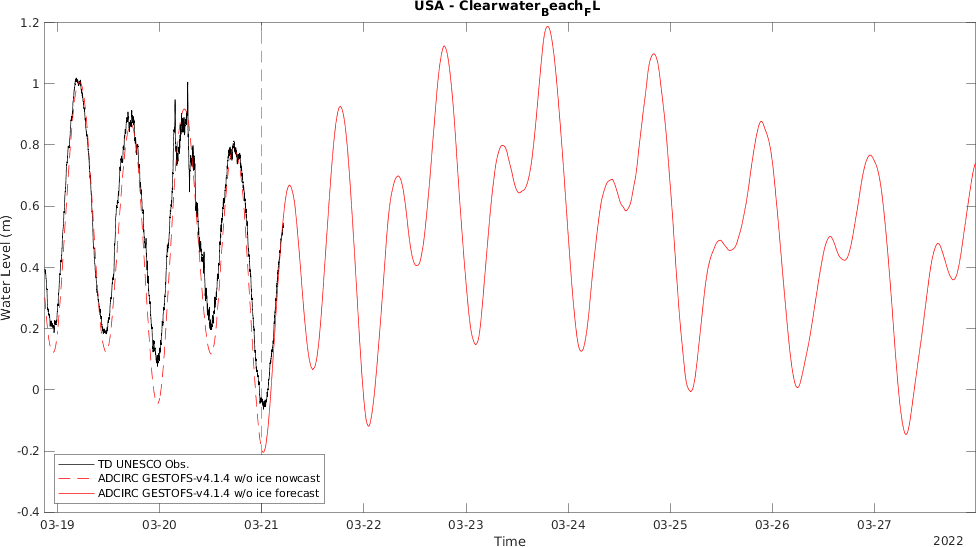 USA - Clearwater_Beach_FL
1.2
1
0.8
0.6
0.4
0.2
0
-0.2
-0.4
Water Level (m)
TD UNESCO Obs.
ADCIRC GESTOFS-v4.1.4 w/o ice nowcast
ADCIRC GESTOFS-v4.1.4 w/o ice forecast
03-19 03-20 03-21 03-22 03-23 03-24 03-25 03-26 03-27
Time
2022